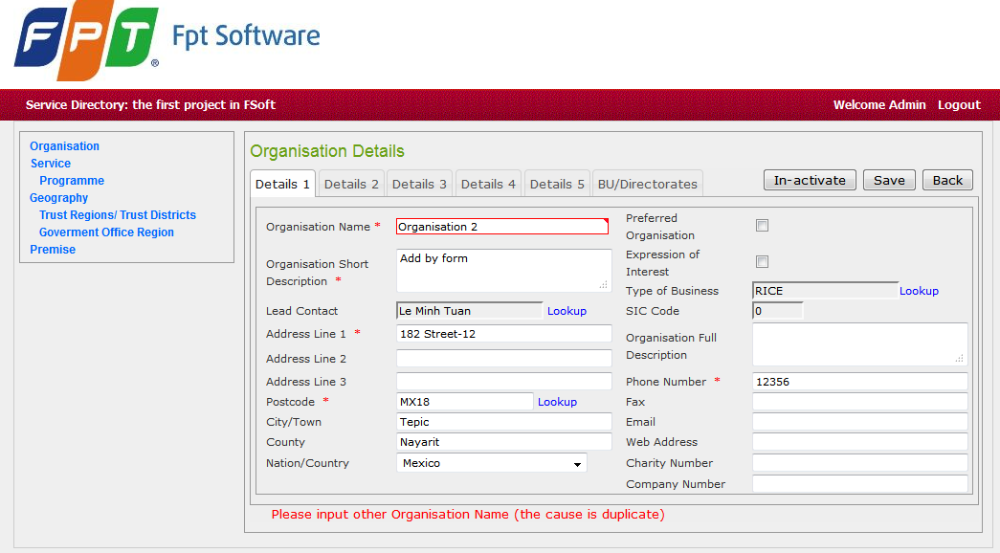 FPT®
Fpt Software
Service Directory: the first project in FSoft
Welcome Admin Logout
Organisation
Service
Programme
Geography
Trust Regions/ Trust Districts
Goverment Office Region
Premise
Organisation Details
Details 1 Details 2 Details 3 Details 4 Details 5 BU/Directorates
In-activate Save Back
Organisation Name * Organisation 2
Organisation Short
Description * Add by form
Lead Contact Le Minh Tuan Lookup
Address Line 1 * 182 Street-12
Address Line 2
Address Line 3
Postcode * MX18 Lookup
City/Town Tepic
County Nayarit
Nation/Country Mexico
Preferred
Organisation
Expression of
Interest
Type of Business RICE Lookup
SIC Code 0
Organisation Full
Description
Phone Number * 12356
Fax
Email
Web Address
Charity Number
Company Number
Please input other Organisation Name (the cause is duplicate)